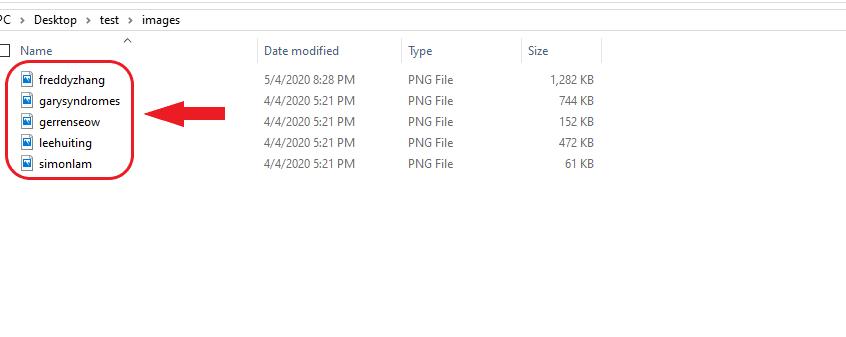 PC > Desktop > test > images
Name Date modified Type Size
freddyzhang 5/4/2020 8:28 PM PNG File 1,282 KB
garysyndromes 4/4/2020 5:21 PM PNG File 744 KB
gerrenseow 4/4/2020 5:21 PM PNG File 152 KB
leehuiting 4/4/2020 5:21 PM PNG File 472 KB
simonlam 4/4/2020 5:21 PM PNG File 61 KB